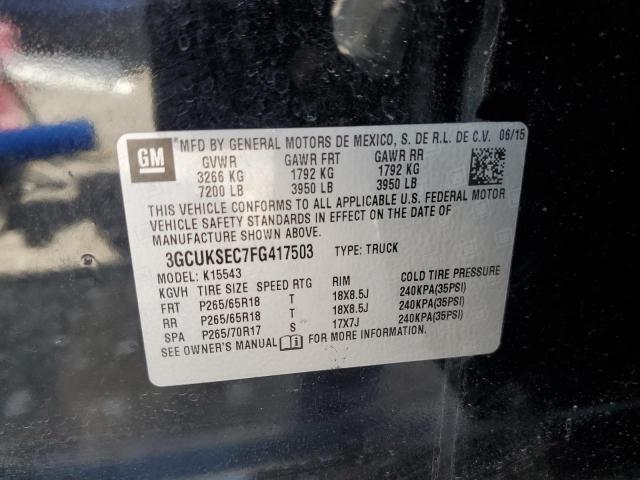 GM
*MFD BY GENERAL MOTORS DE MEXICO, S. DE R.L. DE C.V. 06/15
GVWR GAWR FRT GAWR RR
3266 KG 1792 KG 1792 KG
7200 LB 3950 LB 3950 LB
THIS VEHICLE CONFORMS TO ALL APPLICABLE U.S. FEDERAL MOTOR
VEHICLE SAFETY STANDARDS IN EFFECT ON THE DATE OF
MANUFACTURE SHOWN ABOVE.
3GCUKSEC7FG417503 TYPE: TRUCK
MODEL: K15543
KGVH TIRE SIZE SPEED RTG RIM COLD TIRE PRESSURE
FRT P265/65R18 T 18X8.5J 240KPA(35PSI)
RR P265/65R18 T 18X8.5J 240KPA(35PSI)
SPA P265/70R17 S 17X7J 240KPA(35PSI)
SEE OWNER'S MANUAL FOR MORE INFORMATION